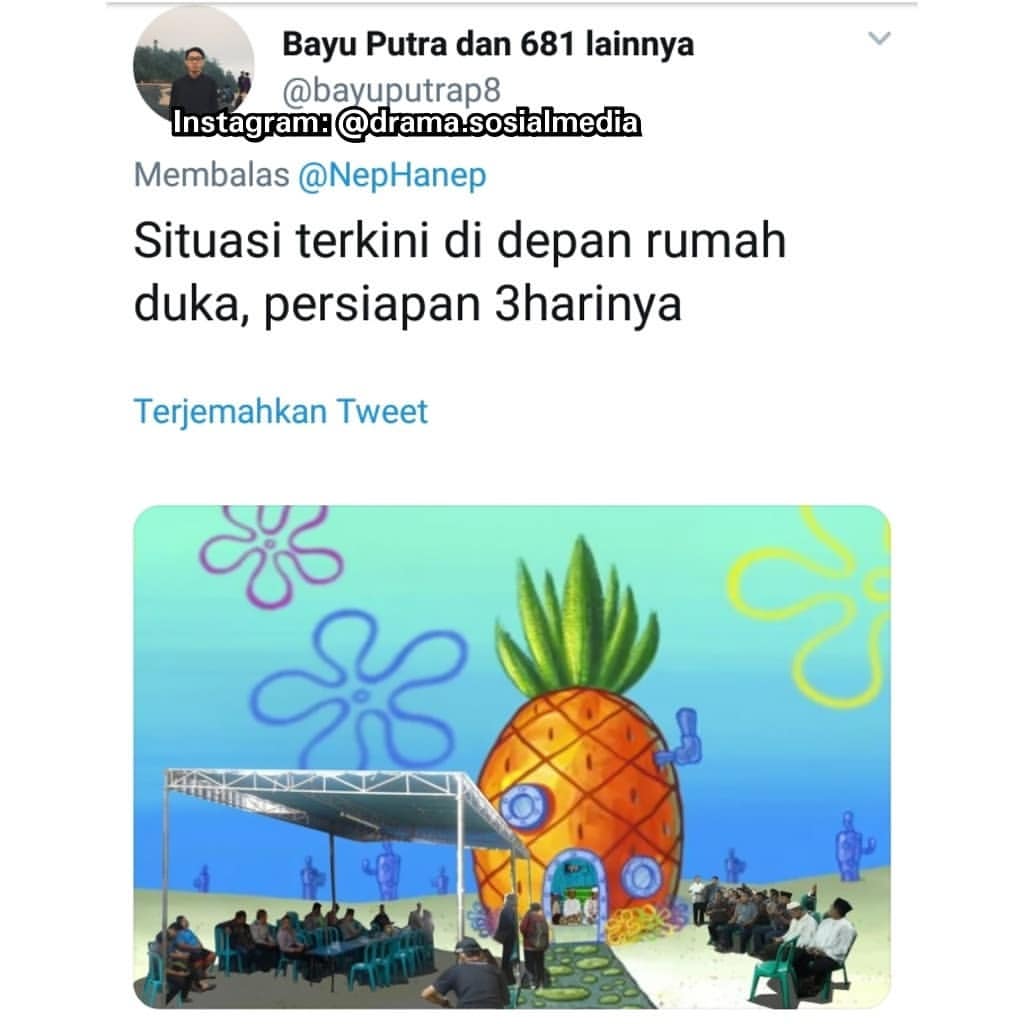 Bayu Putra dan 681 lainnya
@bayuputrap8
Instagram: @drama.sosialmedia
Membalas @NepHanep
Situasi terkini di depan rumah
duka, persiapan 3harinya
Terjemahkan Tweet